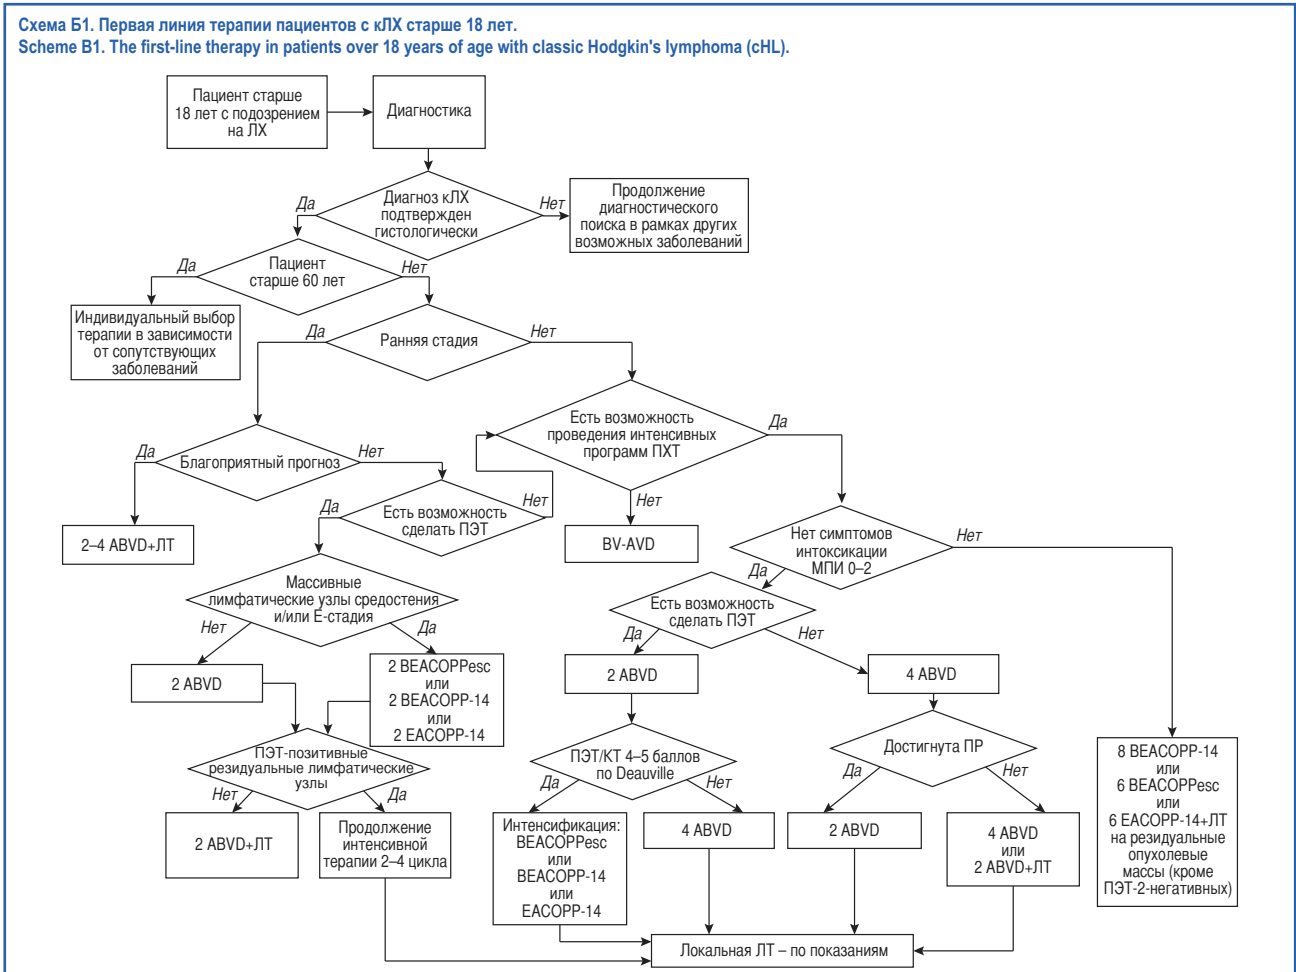 Схема Б1. Первая линия терапии пациентов с кЛХ старше 18 лет.
Scheme B1. The first-line therapy in patients over 18 years of age with classic Hodgkin's lymphoma (cHL).
Пациент старше
18 лет с подозрением
на ЛХ
Диагностика
Диагноз кЛХ
подтвержден
гистологически
Да
Нет
Продолжение
диагностического
поиска в рамках других
возможных заболеваний
Пациент
старше 60 лет
Да
Нет
Индивидуальный выбор
терапии в зависимости
от сопутствующих
заболеваний
Ранняя стадия
Да
Нет
Есть возможность
проведения интенсивных
программ ПХТ
Да
Нет
Благоприятный прогноз
Да
Нет
2–4 ABVD+ЛТ
Есть возможность
сделать ПЭТ
Да
Нет
BV-AVD
Нет симптомов
интоксикации
МПИ 0–2
Да
Нет
Массивные
лимфатические узлы средостения
и/или Е-стадия
Нет
Да
Есть возможность
сделать ПЭТ
Да
Нет
2 ABVD
2 BEACOPPesc
или
2 BEACOPP-14
или
2 EACOPP-14
2 ABVD
4 ABVD
ПЭТ-позитивные
резидуальные лимфатические
узлы
Нет
Да
ПЭТ/КТ 4–5 баллов
по Deauville
Да
Нет
Достигнута ПР
Да
Нет
8 BEACOPP-14
или
6 BEACOPPesc
или
6 EACOPP-14+ЛТ
на резидуальные
опухолевые
массы (кроме
ПЭТ-2-негативных)
2 ABVD+ЛТ
Продолжение
интенсивной
терапии 2–4 цикла
Интенсификация:
BEACOPPesc
или
BEACOPP-14
или
EACOPP-14
4 ABVD
2 ABVD
4 ABVD
или
2 ABVD+ЛТ
Локальная ЛТ – по показаниям